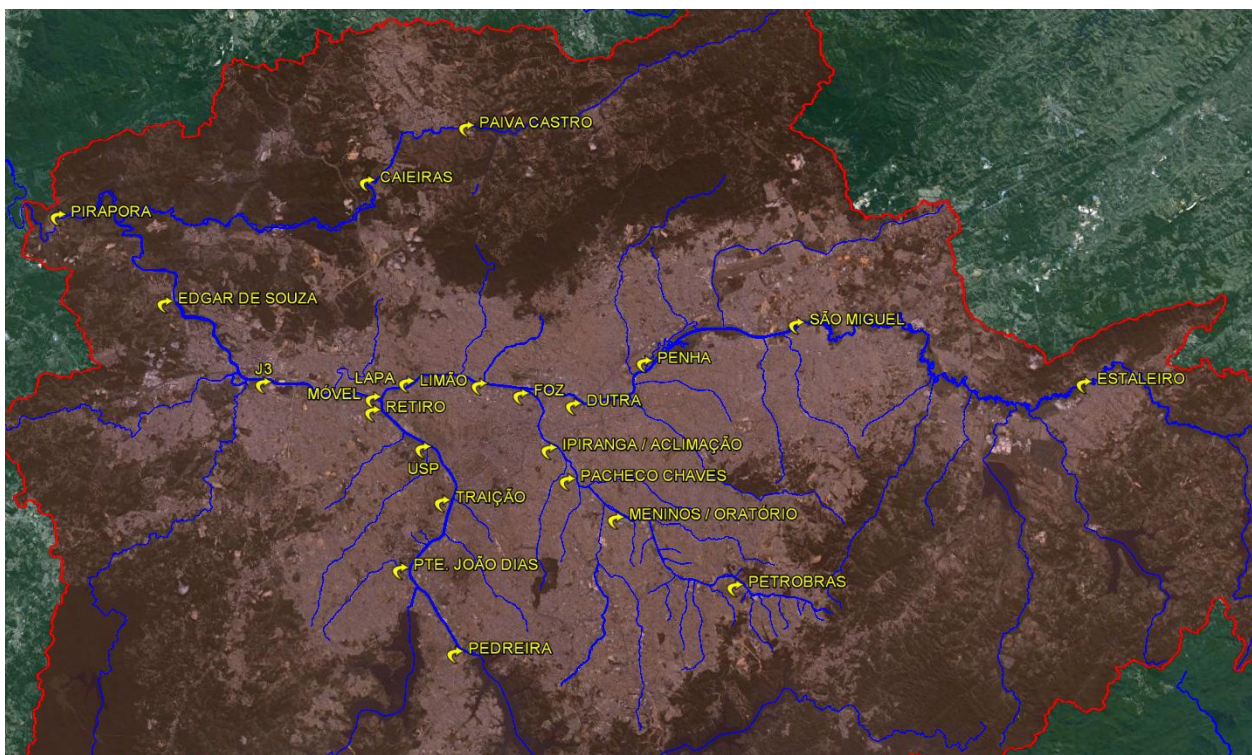 PAIVA CASTRO
CAIEIRAS
PIRAPORA
EDGAR DE SOUZA
SÃO MIGUEL
PENHA
J3
LAPA
LIMÃO
ESTALEIRO
MÓVEL
FOZ
DUTRA
RETIRO
USP
IPIRANGA / ACLIMAÇÃO
PACHECO CHAVES
TRAIÇÃO
MENINOS / ORATÓRIO
PTE. JOÃO DIAS
PETROBRAS
PEDREIRA